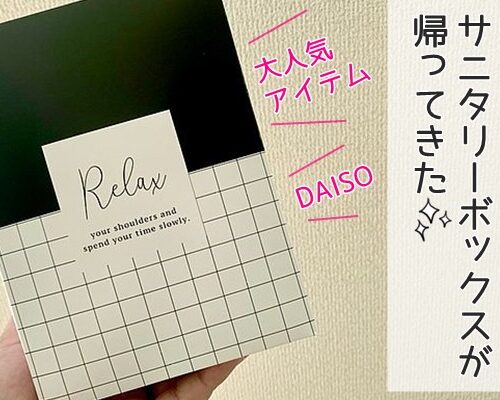 サニタリーボックスが
帰ってきた✨
大人気
アイテム
DAISO
Relax
your shoulders and
spend your time slowly.